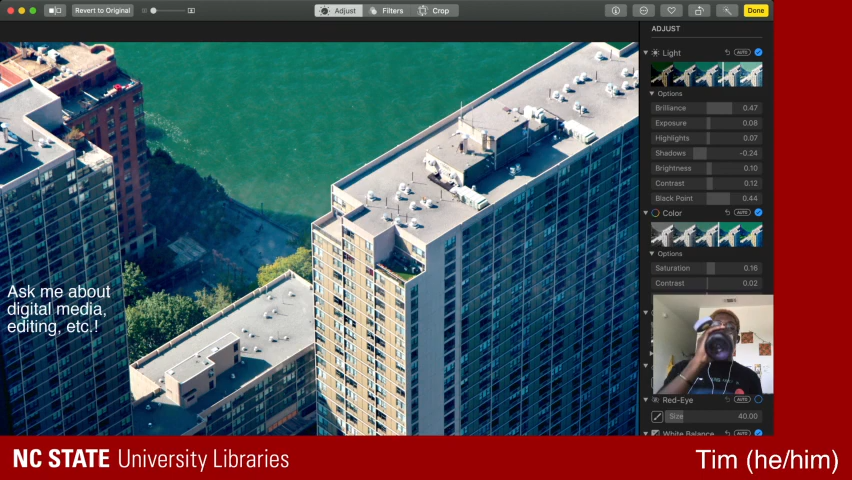 Revert to Original
Adjust
Filters
Crop
Done
ADJUST
Light
AUTO
Options
Brilliance 0.47
Exposure 0.08
Highlights 0.07
Shadows -0.24
Brightness 0.10
Contrast 0.12
Black Point 0.44
Color
AUTO
Options
Saturation 0.16
Contrast 0.02
Red-Eye
AUTO
Size 40.00
White Balance
AUTO
Ask me about
digital media,
editing, etc.!
NC STATE University Libraries
Tim (he/him)